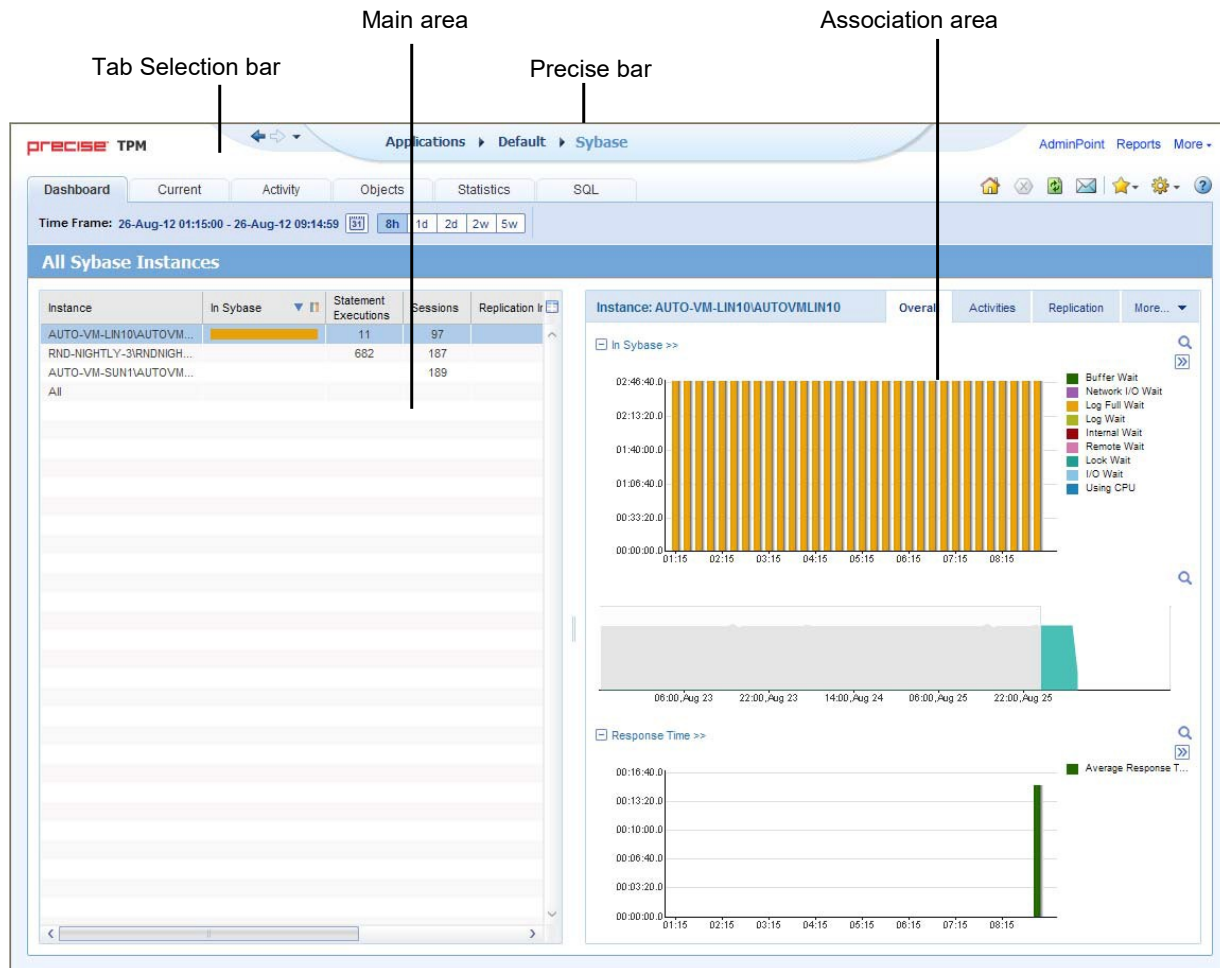 Main area
Association area
Tab Selection bar
Precise bar
precise TPM
Applications Default Sybase
AdminPoint Reports More
Dashboard Current Activity Objects Statistics SQL
Time Frame: 26-Aug-12 01:15:00 - 26-Aug-12 09:14:59 31 8h 1d 2d 2w 5w
All Sybase Instances
Instance In Sybase Statement Executions Sessions Replication Ir
AUTO-VM-LIN10\AUTOVM... 11 97
RND-NIGHTLY-3\RNDNIGH... 682 187
AUTO-VM-SUN1\AUTOVM... 189
All
Instance: AUTO-VM-LIN10\AUTOVMLIN10 Overall Activities Replication More...
In Sybase >>
02:46:40.0
02:13:20.0
01:40:00.0
01:06:40.0
00:33:20.0
00:00:00.0
01:15 02:15 03:15 04:15 05:15 06:15 07:15 08:15
Buffer Wait
Network I/O Wait
Log Full Wait
Log Wait
Internal Wait
Remote Wait
Lock Wait
I/O Wait
Using CPU
06:00,Aug 23 22:00,Aug 23 14:00,Aug 24 06:00,Aug 25 22:00,Aug 25
Response Time >>
00:16:40.0
00:13:20.0
00:10:00.0
00:06:40.0
00:03:20.0
00:00:00.0
01:15 02:15 03:15 04:15 05:15 06:15 07:15 08:15
Average Response T...